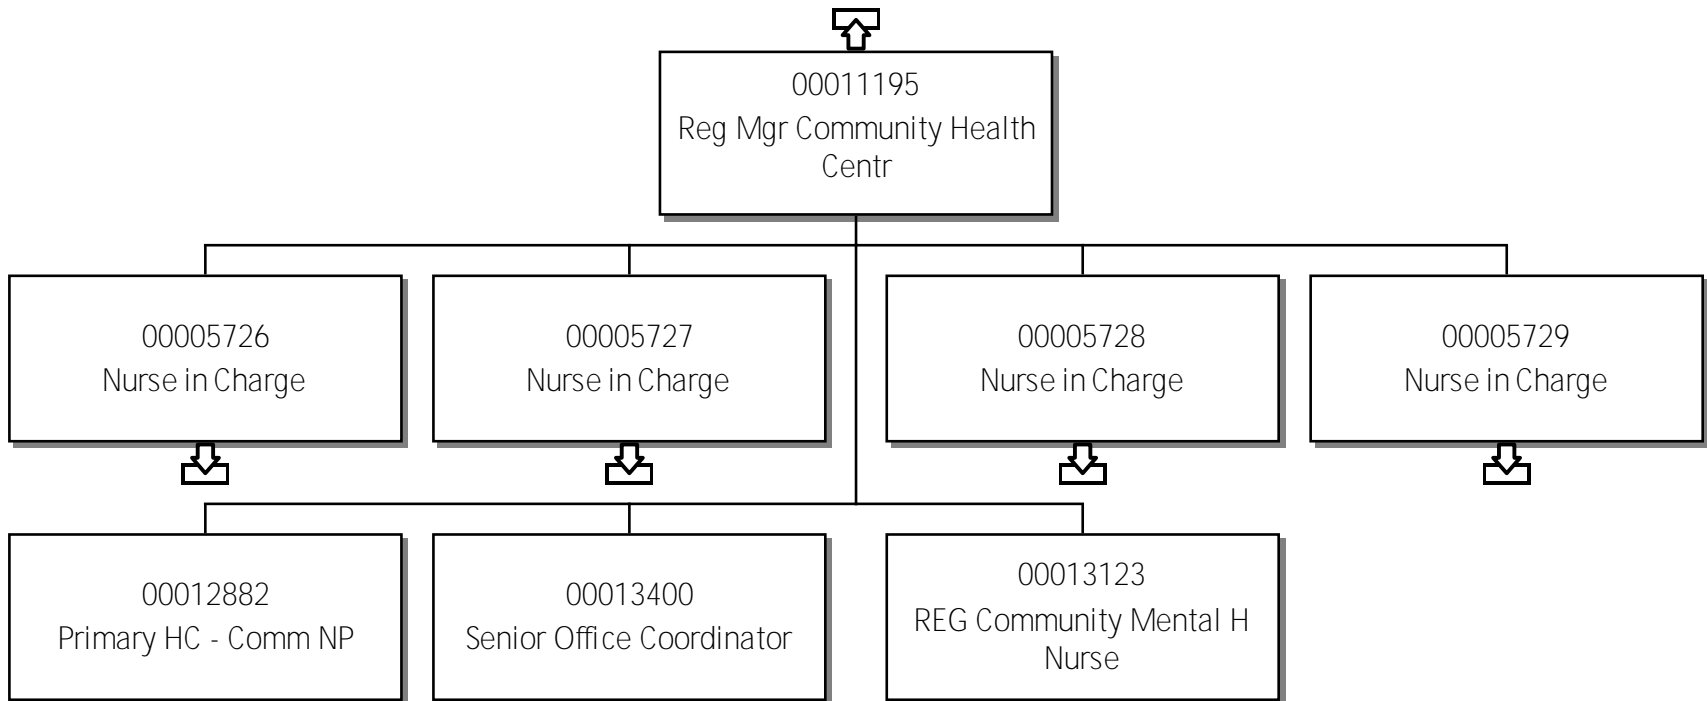 00011195
Reg Mgr Community Health
Centr
00005726
Nurse in Charge
00005727
Nurse in Charge
00005728
Nurse in Charge
00005729
Nurse in Charge
00012882
Primary HC - Comm NP
00013400
Senior Office Coordinator
00013123
REG Community Mental H
Nurse